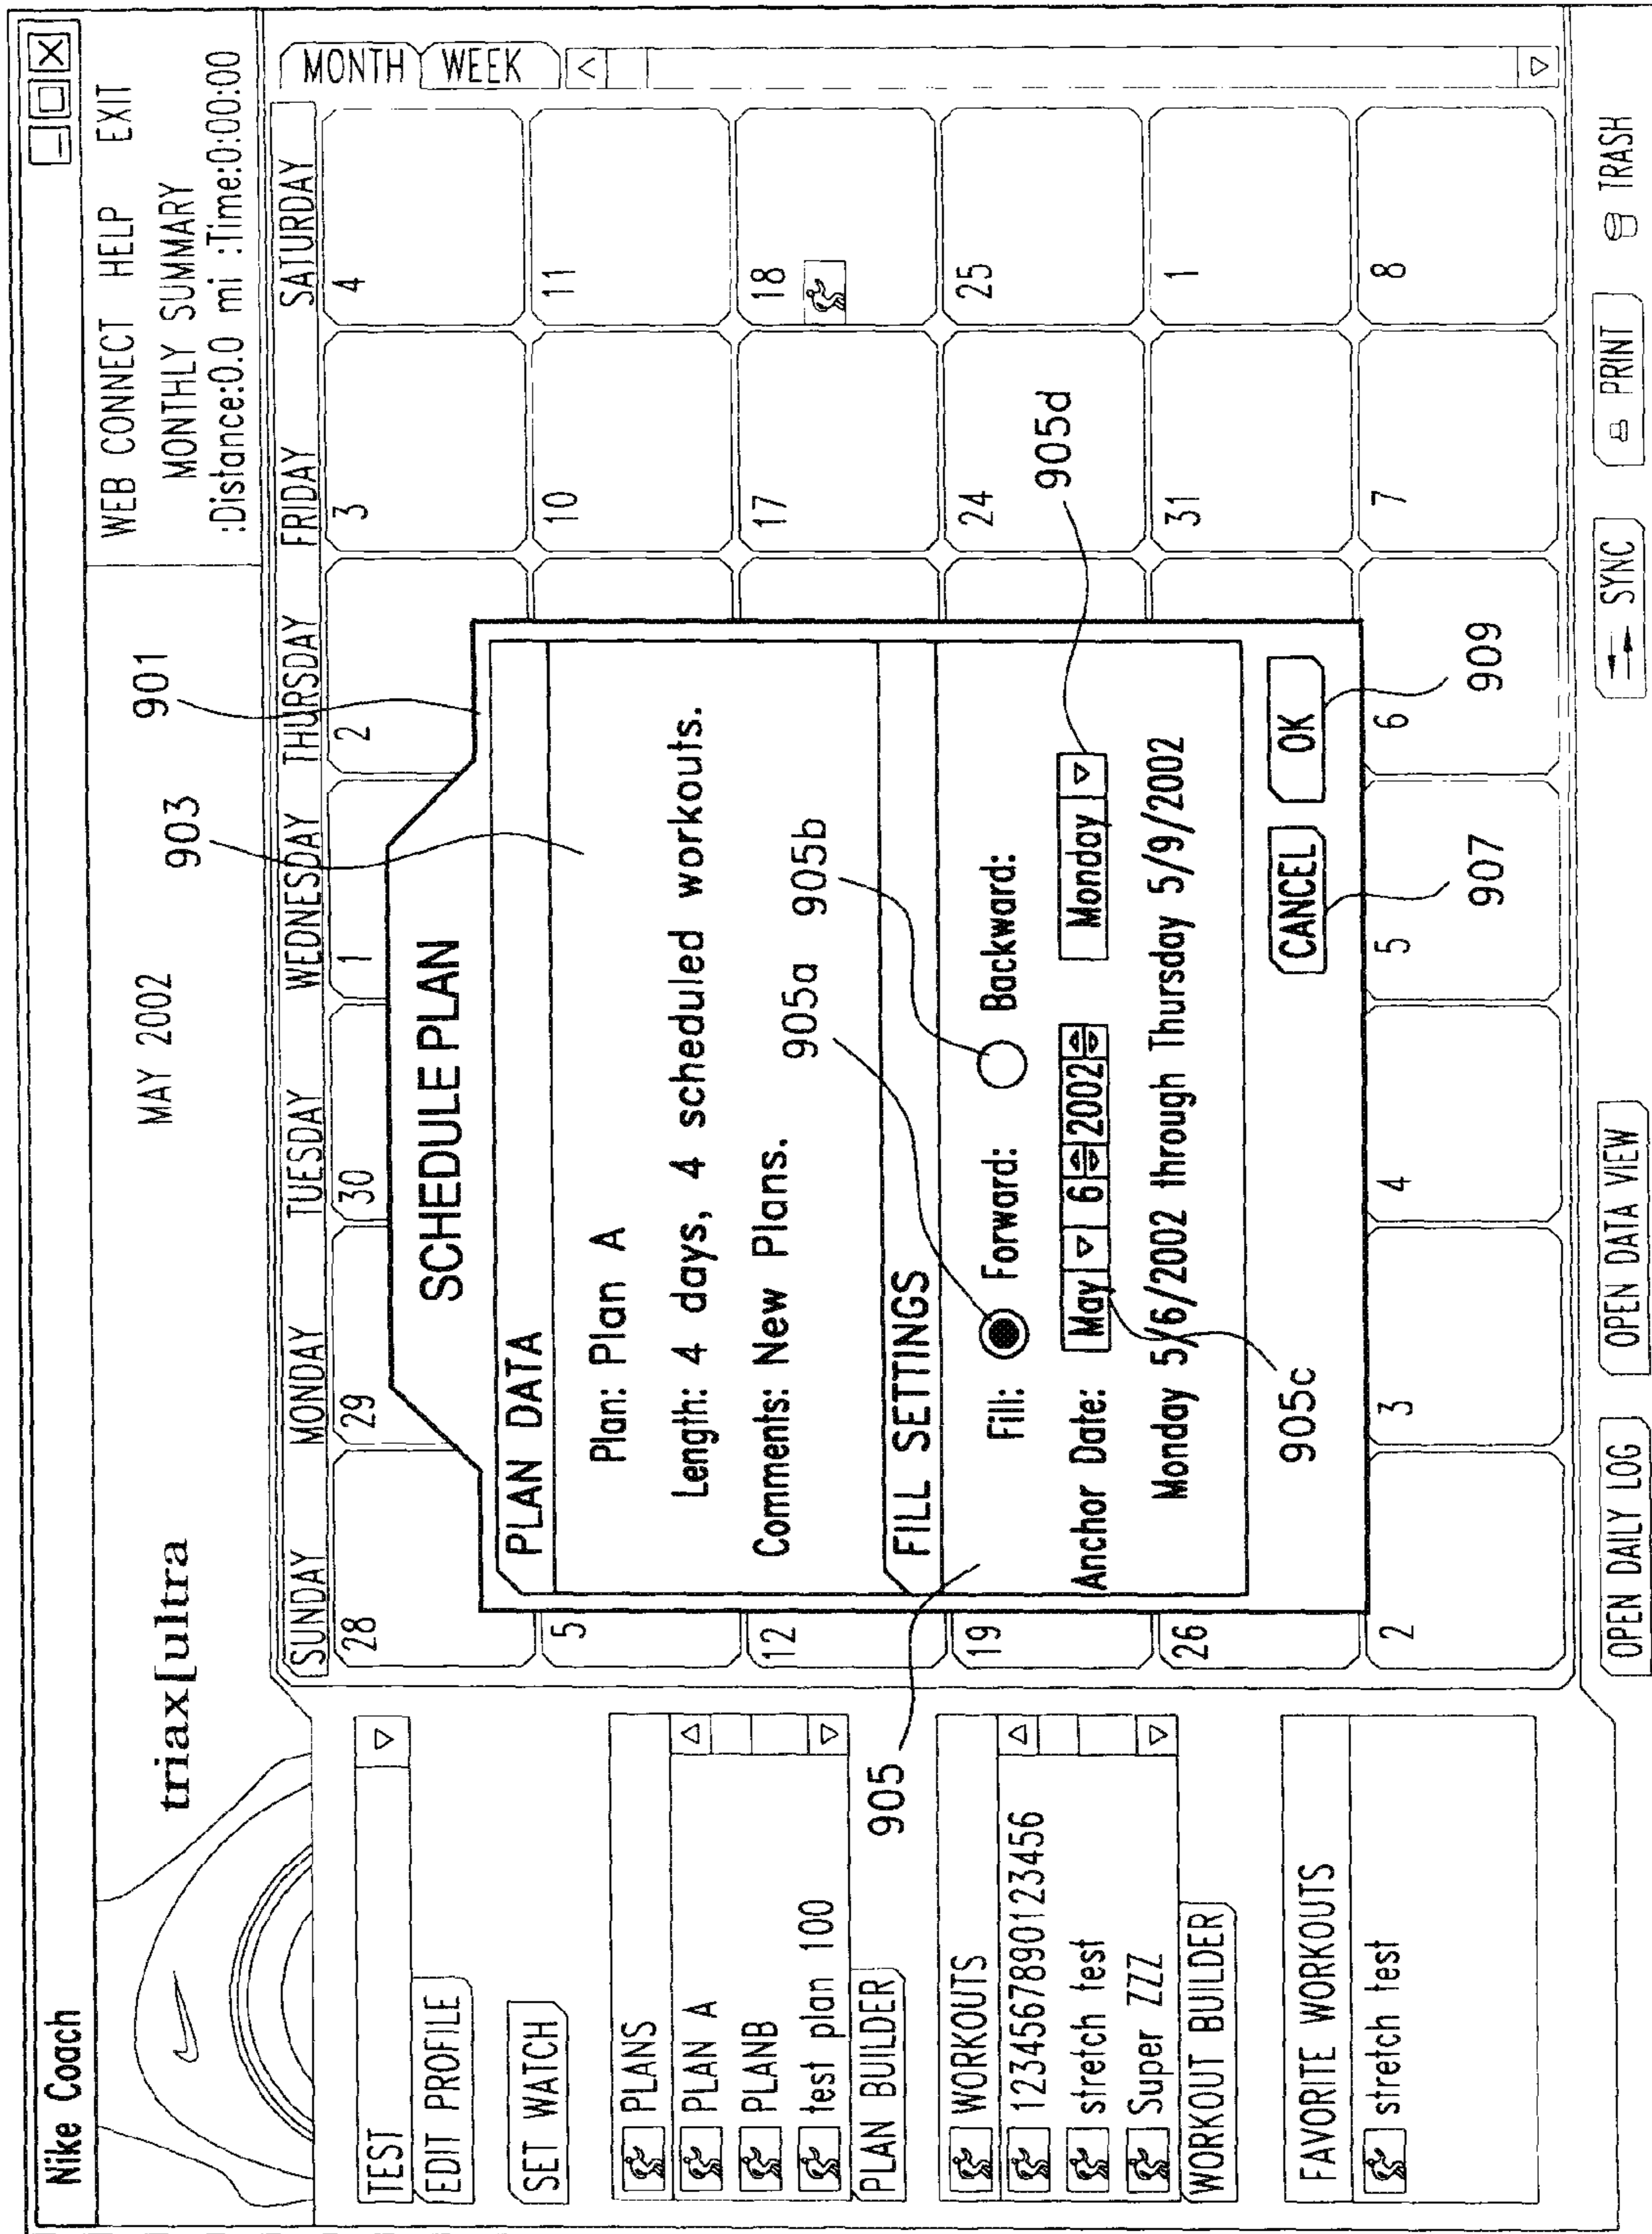 Nike Coach
triax[ultra
MAY 2002
WEB CONNECT HELP EXIT
MONTHLY SUMMARY
:Distance:0.0 mi :Time:0:00:00
TEST
EDIT PROFILE
SET WATCH
PLANS
PLAN A
PLANB
test plan 100
PLAN BUILDER
WORKOUTS
1234567890123456
stretch test
Super ZZZ
WORKOUT BUILDER
FAVORITE WORKOUTS
stretch test
SUNDAY MONDAY TUESDAY WEDNESDAY THURSDAY FRIDAY SATURDAY
MONTH
WEEK
28 29 30 1 2 3 4
5 10 11
12 17 18
19 24 25
26 31 1
2 3 4 5 6 7 8
901
903
SCHEDULE PLAN
PLAN DATA
Plan: Plan A
Length: 4 days, 4 scheduled workouts.
Comments: New Plans.
905a 905b
FILL SETTINGS
905
Fill: Forward: Backward:
905d
Anchor Date: May 6 2002 Monday
Monday 5/6/2002 through Thursday 5/9/2002
905c
CANCEL OK
907 909
OPEN DAILY LOG OPEN DATA VIEW SYNC PRINT TRASH